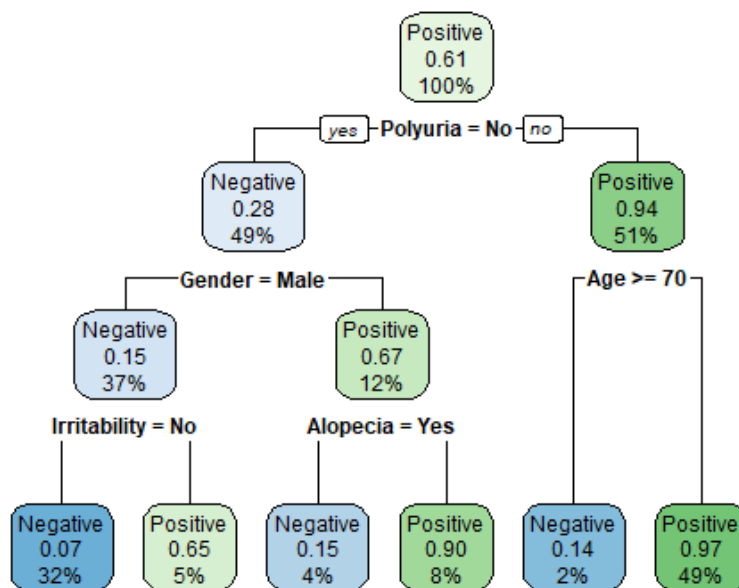 Positive
0.61
100%
yes Polyuria = No no
Negative
0.28
49%
Positive
0.94
51%
Gender = Male
Age >= 70
Negative
0.15
37%
Positive
0.67
12%
Irritability = No
Alopecia = Yes
Negative
0.07
32%
Positive
0.65
5%
Negative
0.15
4%
Positive
0.90
8%
Negative
0.14
2%
Positive
0.97
49%